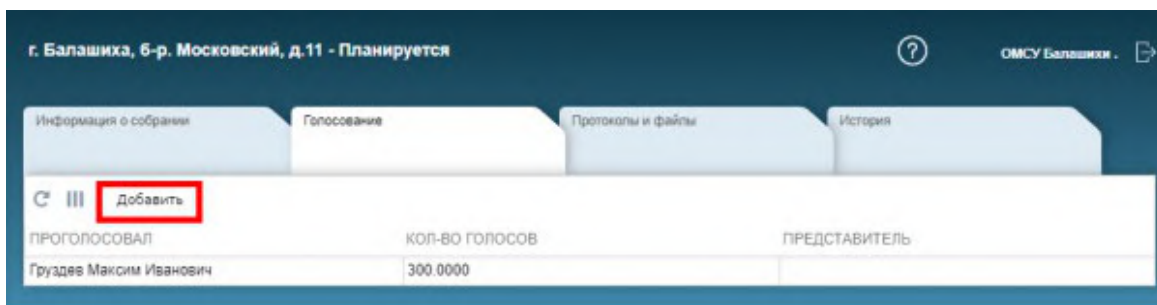 г. Балашиха, б-р. Московский, д.11 - Планируется
ОМСУ Балашихи .
Информация о собрании
Голосование
Протоколы и файлы
История
Добавить
ПРОГОЛОСОВАЛ КОЛ-ВО ГОЛОСОВ ПРЕДСТАВИТЕЛЬ
Груздев Максим Иванович 300.0000